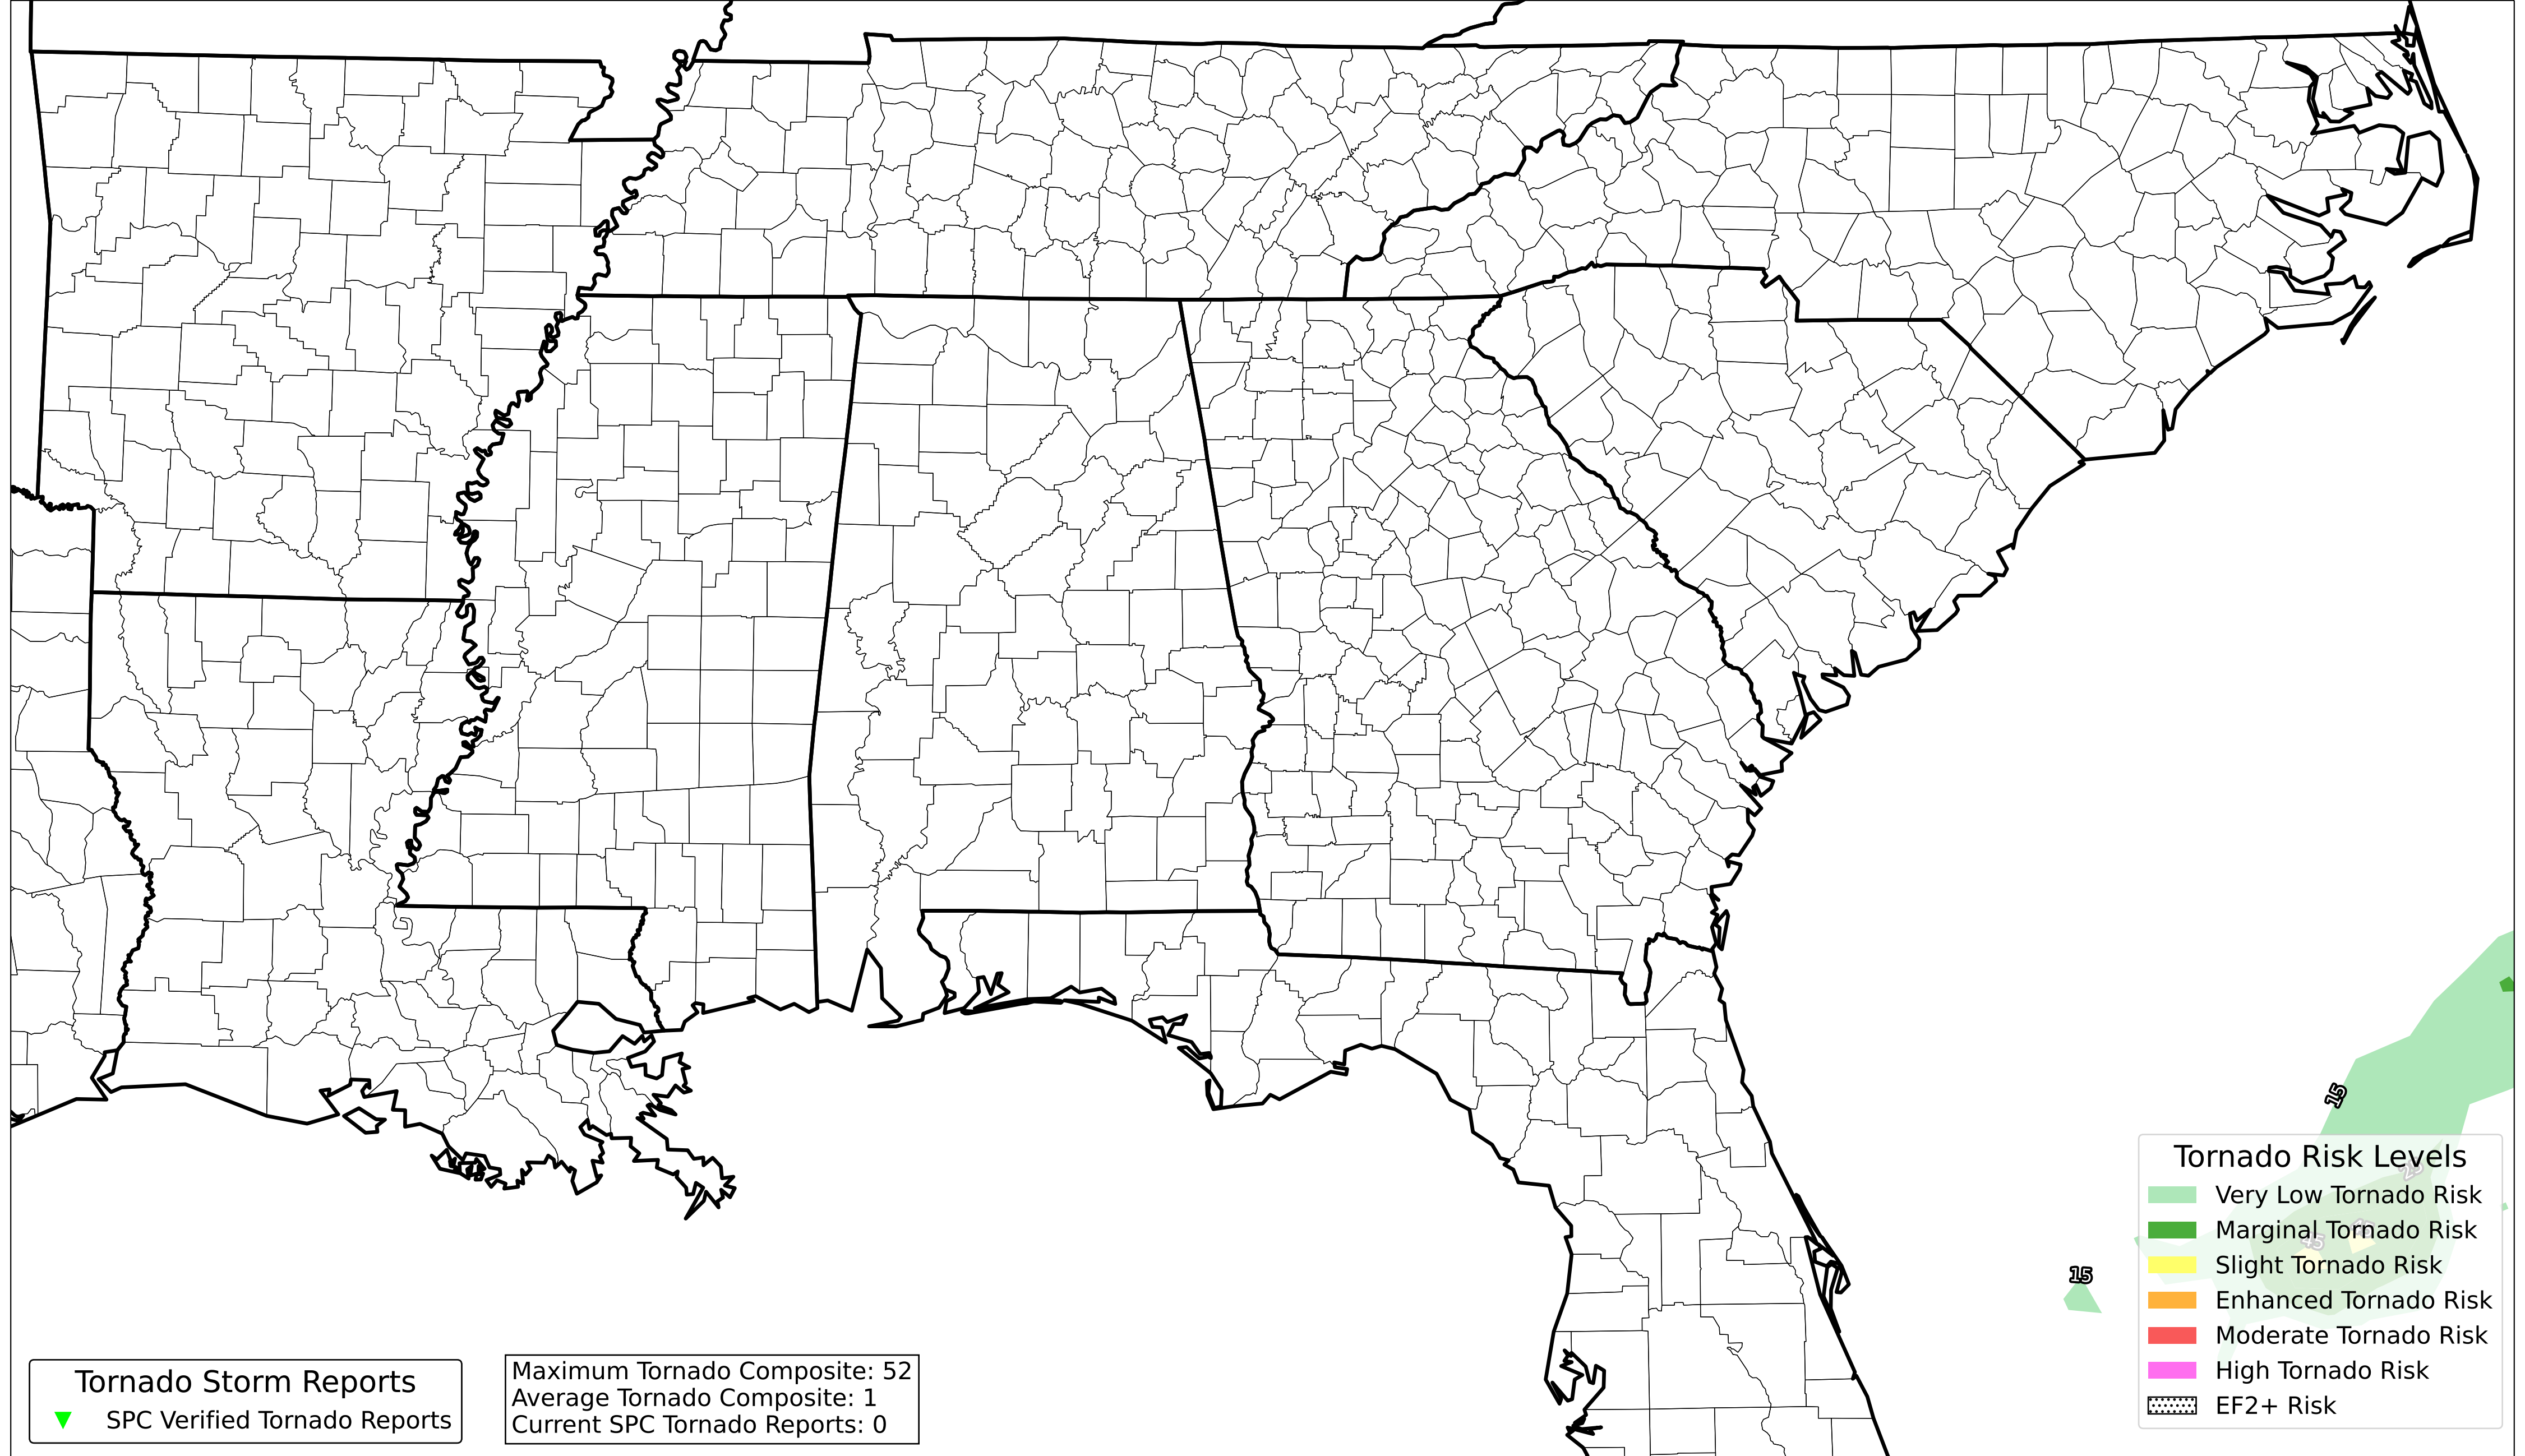 15
15
Tornado Risk Levels
Very Low Tornado Risk
Marginal Tornado Risk
Slight Tornado Risk
Enhanced Tornado Risk
Moderate Tornado Risk
High Tornado Risk
EF2+ Risk
45
Tornado Storm Reports
SPC Verified Tornado Reports
Maximum Tornado Composite: 52
Average Tornado Composite: 1
Current SPC Tornado Reports: 0